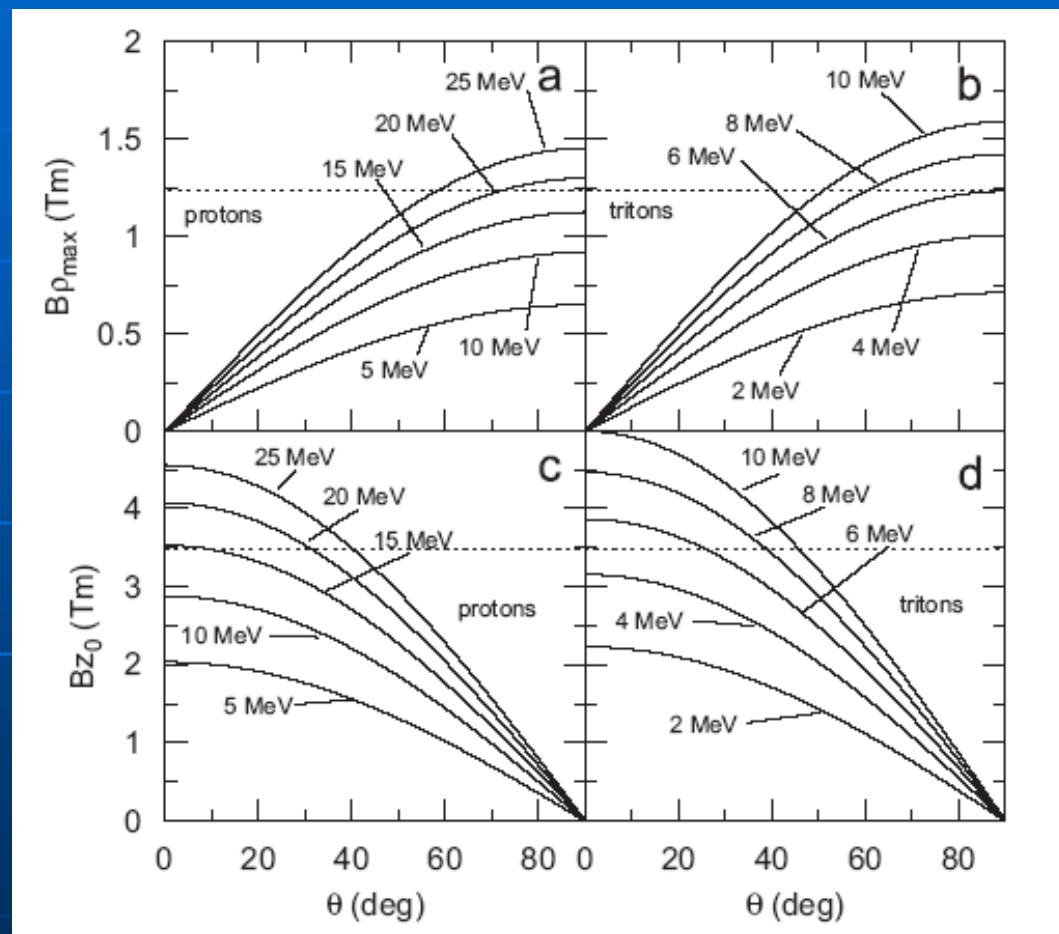 2
1.5
1
0.5
0
Bρmax (Tm)
a
25 MeV
20 MeV
15 MeV
protons
10 MeV
5 MeV
b
10 MeV
8 MeV
6 MeV
tritons
4 MeV
2 MeV
4
3
2
1
0
Bz0 (Tm)
c
25 MeV
20 MeV
15 MeV
protons
10 MeV
5 MeV
d
10 MeV
8 MeV
6 MeV
tritons
4 MeV
2 MeV
0 20 40 60 80 0 20 40 60 80
θ (deg) θ (deg)